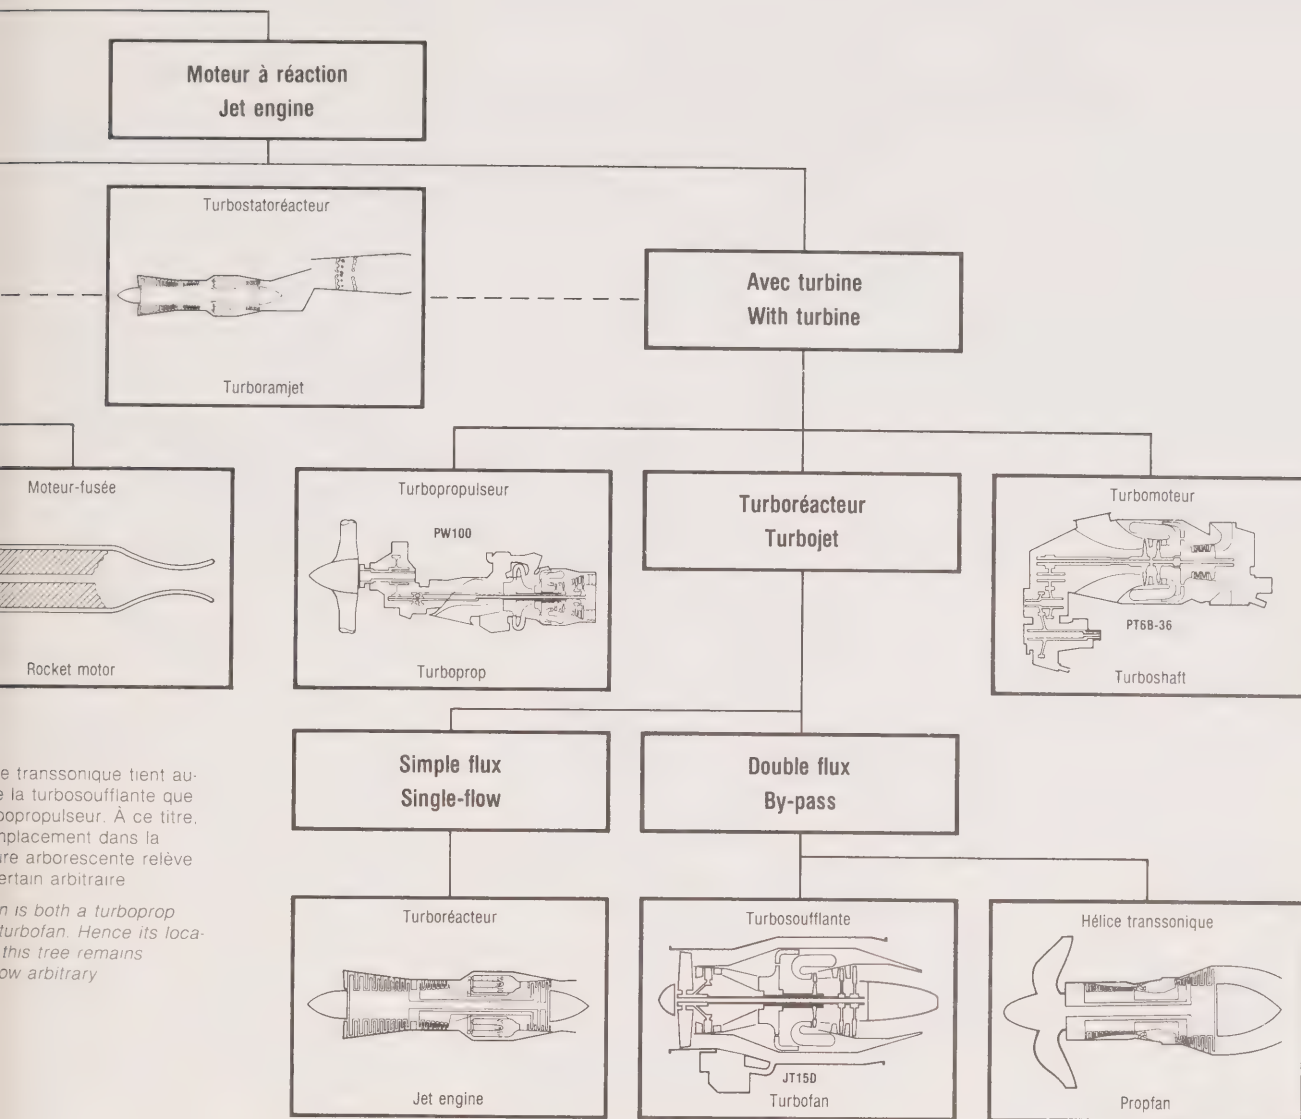 Moteur à réaction
Jet engine
Turbostatoréacteur
Turboramjet
Avec turbine
With turbine
Moteur-fusée
Rocket motor
Turbopropulseur
PW100
Turboprop
Turboréacteur
Turbojet
Turbomoteur
PT6B-36
Turboshaft
Simple flux
Single-flow
Double flux
By-pass
e transsonique tient au-
e la turbosoufflante que
bopropulseur. À ce titre,
nplacement dans la
ure arborescente relève
ertain arbitraire
n is both a turboprop
turbofan. Hence its loca-
this tree remains
ow arbitrary
Turboréacteur
Jet engine
Turbosoufflante
JT15D
Turbofan
Hélice transsonique
Propfan